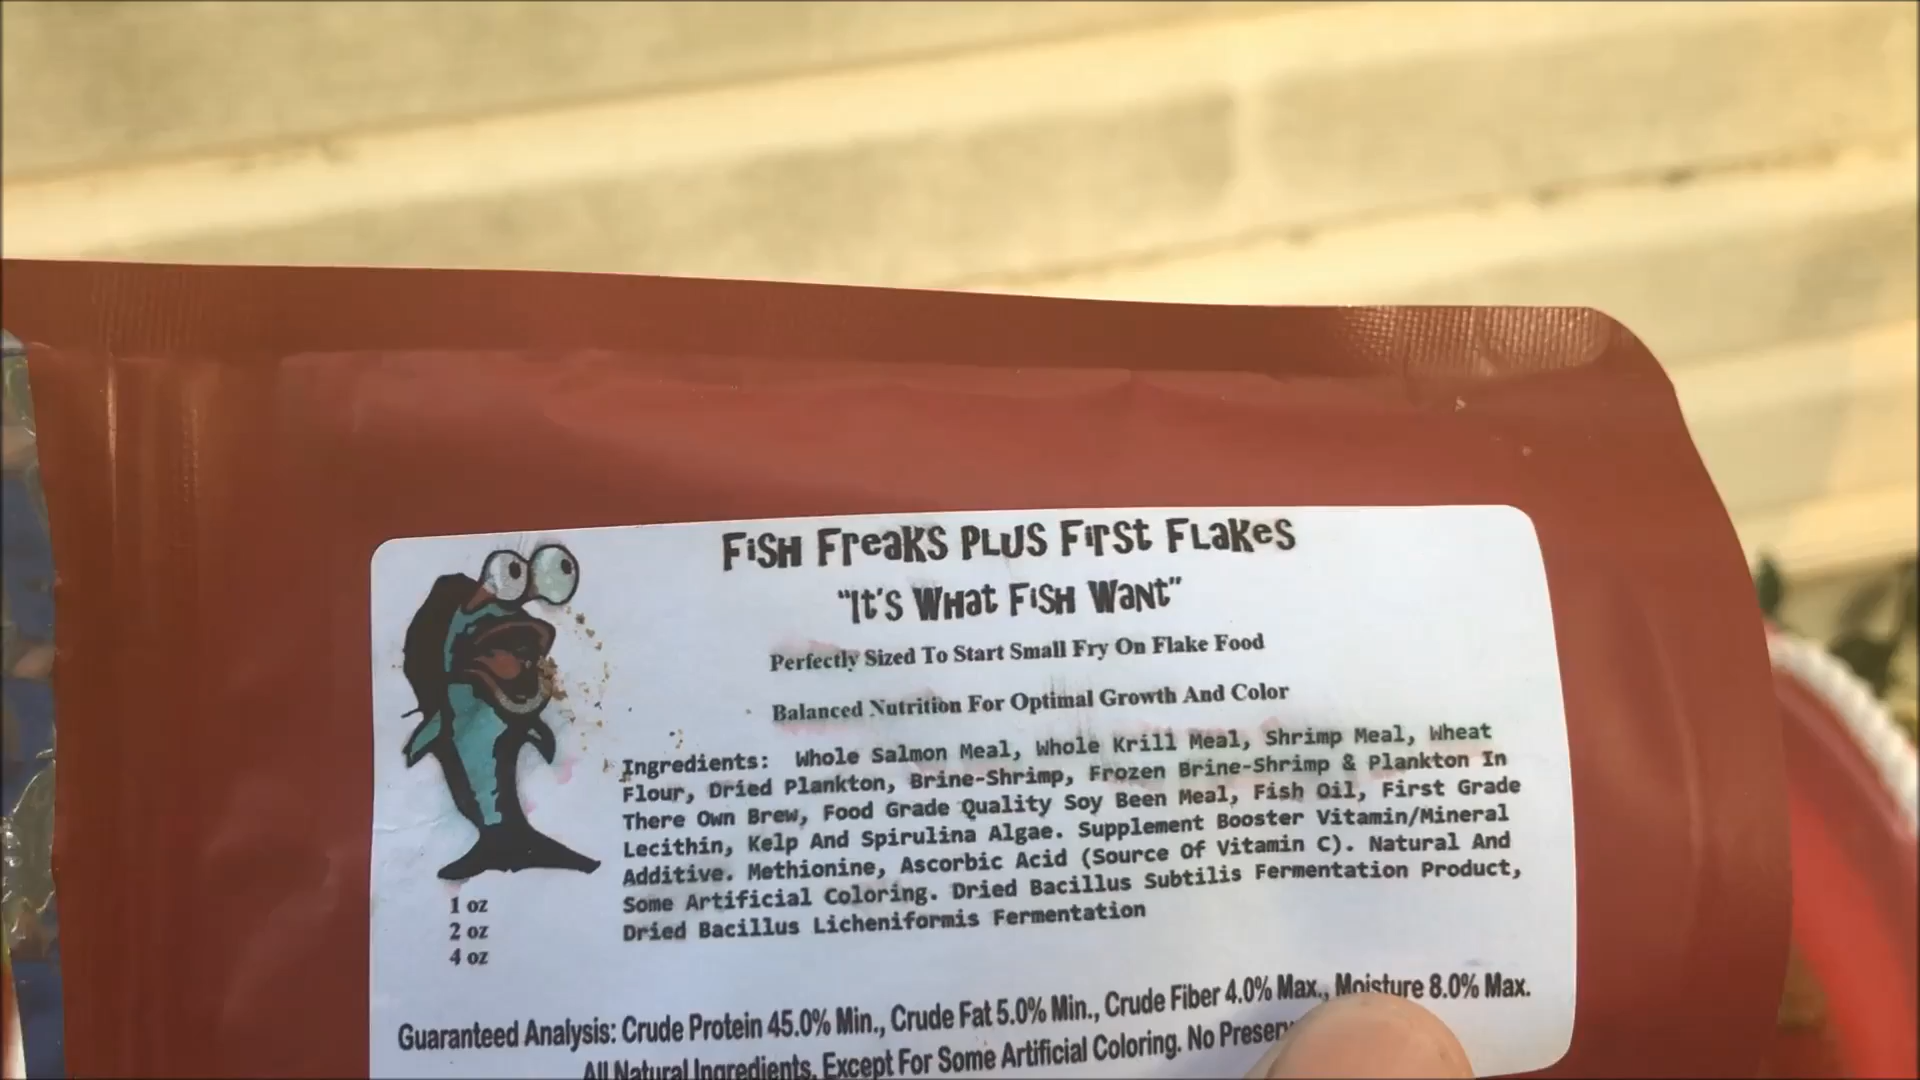 Fish Freaks Plus First Flakes
"It's What Fish Want"
Perfectly Sized To Start Small Fry On Flake Food
Balanced Nutrition For Optimal Growth And Color
Ingredients: Whole Salmon Meal, Whole Krill Meal, Shrimp Meal, Wheat
Flour, Dried Plankton, Brine-Shrimp, Frozen Brine-Shrimp & Plankton In
There Own Brew, Food Grade Quality Soy Been Meal, Fish Oil, First Grade
Lecithin, Kelp And Spirulina Algae. Supplement Booster Vitamin/Mineral
Additive. Methionine, Ascorbic Acid (Source Of Vitamin C). Natural And
Some Artificial Coloring. Dried Bacillus Subtilis Fermentation Product,
Dried Bacillus Licheniformis Fermentation
1 oz
2 oz
4 oz
Guaranteed Analysis: Crude Protein 45.0% Min., Crude Fat 5.0% Min., Crude Fiber 4.0% Max., Moisture 8.0% Max.
All Natural Ingredients, Except For Some Artificial Coloring. No